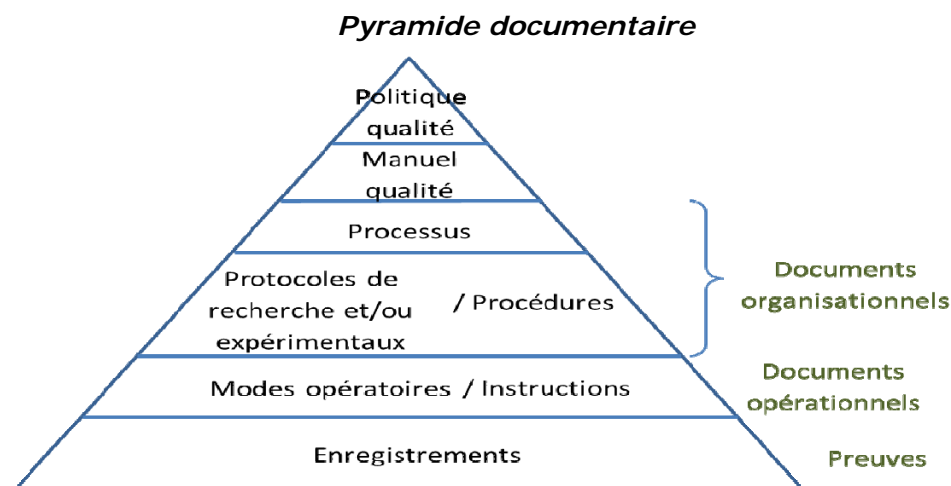 Pyramide documentaire
Politique
qualité
Manuel
qualité
Processus
Protocoles de
recherche et/ou
expérimentaux
/ Procédures
Documents
organisationnels
Modes opératoires / Instructions
Documents
opérationnels
Enregistrements
Preuves